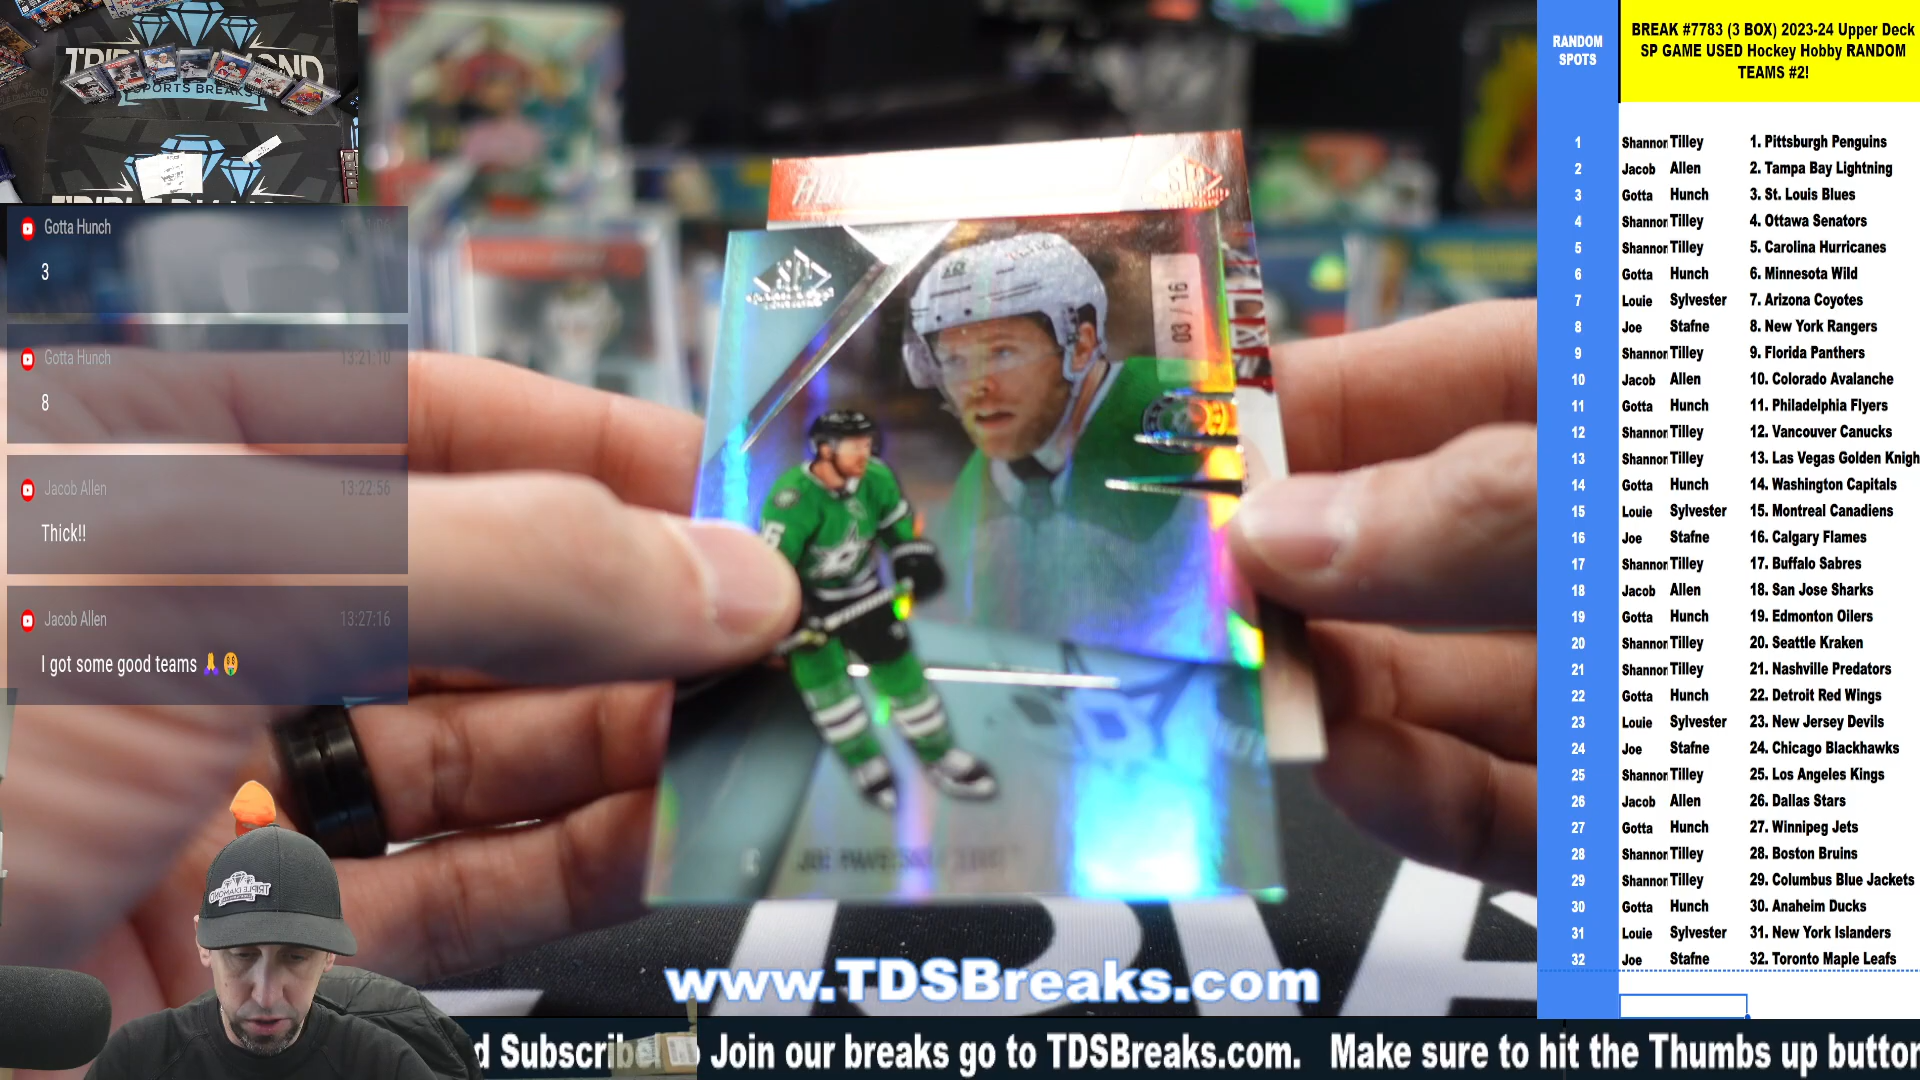 TRIPLE DIAMOND
SPORTS BREAKS
Gotta Hunch
3
Gotta Hunch 13:21:10
8
Jacob Allen 13:22:56
Thick!!
Jacob Allen 13:27:16
I got some good teams 🙏🤑
SP
03 / 16
www.TDSBreaks.com
d Subscribe
Join our breaks go to TDSBreaks.com. Make sure to hit the Thumbs up button
RANDOM SPOTS
BREAK #7783 (3 BOX) 2023-24 Upper Deck
SP GAME USED Hockey Hobby RANDOM
TEAMS #2!
1 Shannon Tilley 1. Pittsburgh Penguins
2 Jacob Allen 2. Tampa Bay Lightning
3 Gotta Hunch 3. St. Louis Blues
4 Shannon Tilley 4. Ottawa Senators
5 Shannon Tilley 5. Carolina Hurricanes
6 Gotta Hunch 6. Minnesota Wild
7 Louie Sylvester 7. Arizona Coyotes
8 Joe Stafne 8. New York Rangers
9 Shannon Tilley 9. Florida Panthers
10 Jacob Allen 10. Colorado Avalanche
11 Gotta Hunch 11. Philadelphia Flyers
12 Shannon Tilley 12. Vancouver Canucks
13 Shannon Tilley 13. Las Vegas Golden Knigh
14 Gotta Hunch 14. Washington Capitals
15 Louie Sylvester 15. Montreal Canadiens
16 Joe Stafne 16. Calgary Flames
17 Shannon Tilley 17. Buffalo Sabres
18 Jacob Allen 18. San Jose Sharks
19 Gotta Hunch 19. Edmonton Oilers
20 Shannon Tilley 20. Seattle Kraken
21 Shannon Tilley 21. Nashville Predators
22 Gotta Hunch 22. Detroit Red Wings
23 Louie Sylvester 23. New Jersey Devils
24 Joe Stafne 24. Chicago Blackhawks
25 Shannon Tilley 25. Los Angeles Kings
26 Jacob Allen 26. Dallas Stars
27 Gotta Hunch 27. Winnipeg Jets
28 Shannon Tilley 28. Boston Bruins
29 Shannon Tilley 29. Columbus Blue Jackets
30 Gotta Hunch 30. Anaheim Ducks
31 Louie Sylvester 31. New York Islanders
32 Joe Stafne 32. Toronto Maple Leafs